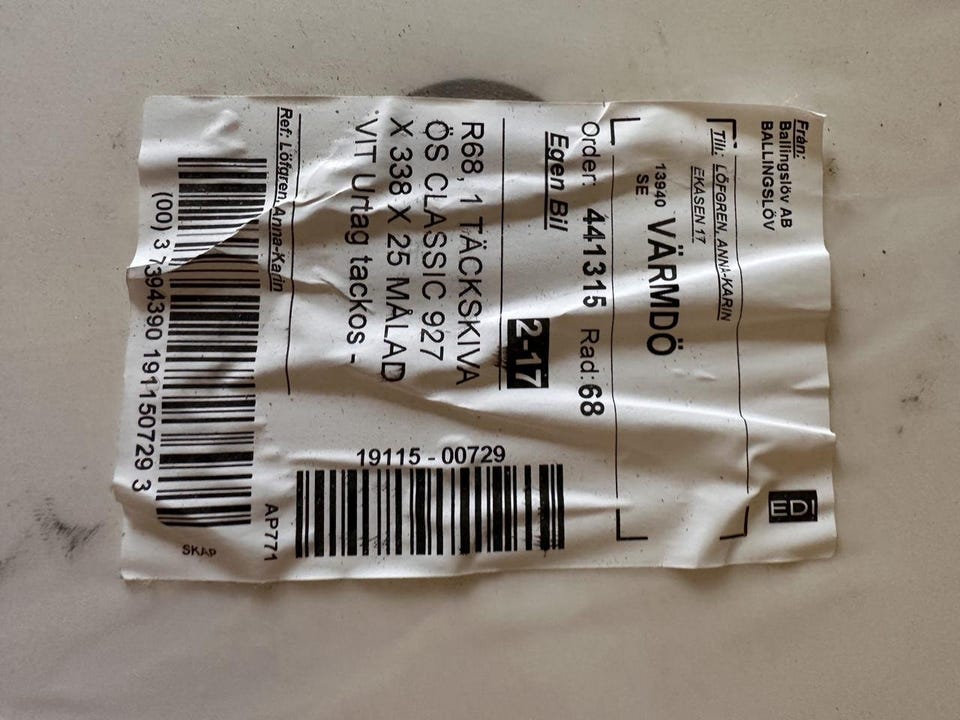 Från:
Ballingslöv AB
BALLINGSLÖV
EDI
Till: LÖFGREN, ANNA-KARIN
EKASEN 17
13940 VÄRMDÖ
SE
Order: 441315 Rad: 68
Egen Bil
2-17
R68, 1 TÄCKSKIVA
ÖS CLASSIC 927
X 338 X 25 MÅLAD
VIT Urtag tackos -
19115 - 00729
Ref: Löfgren, Anna-Karin
AP771
(00) 3 7394390 191150729 3
SKAP